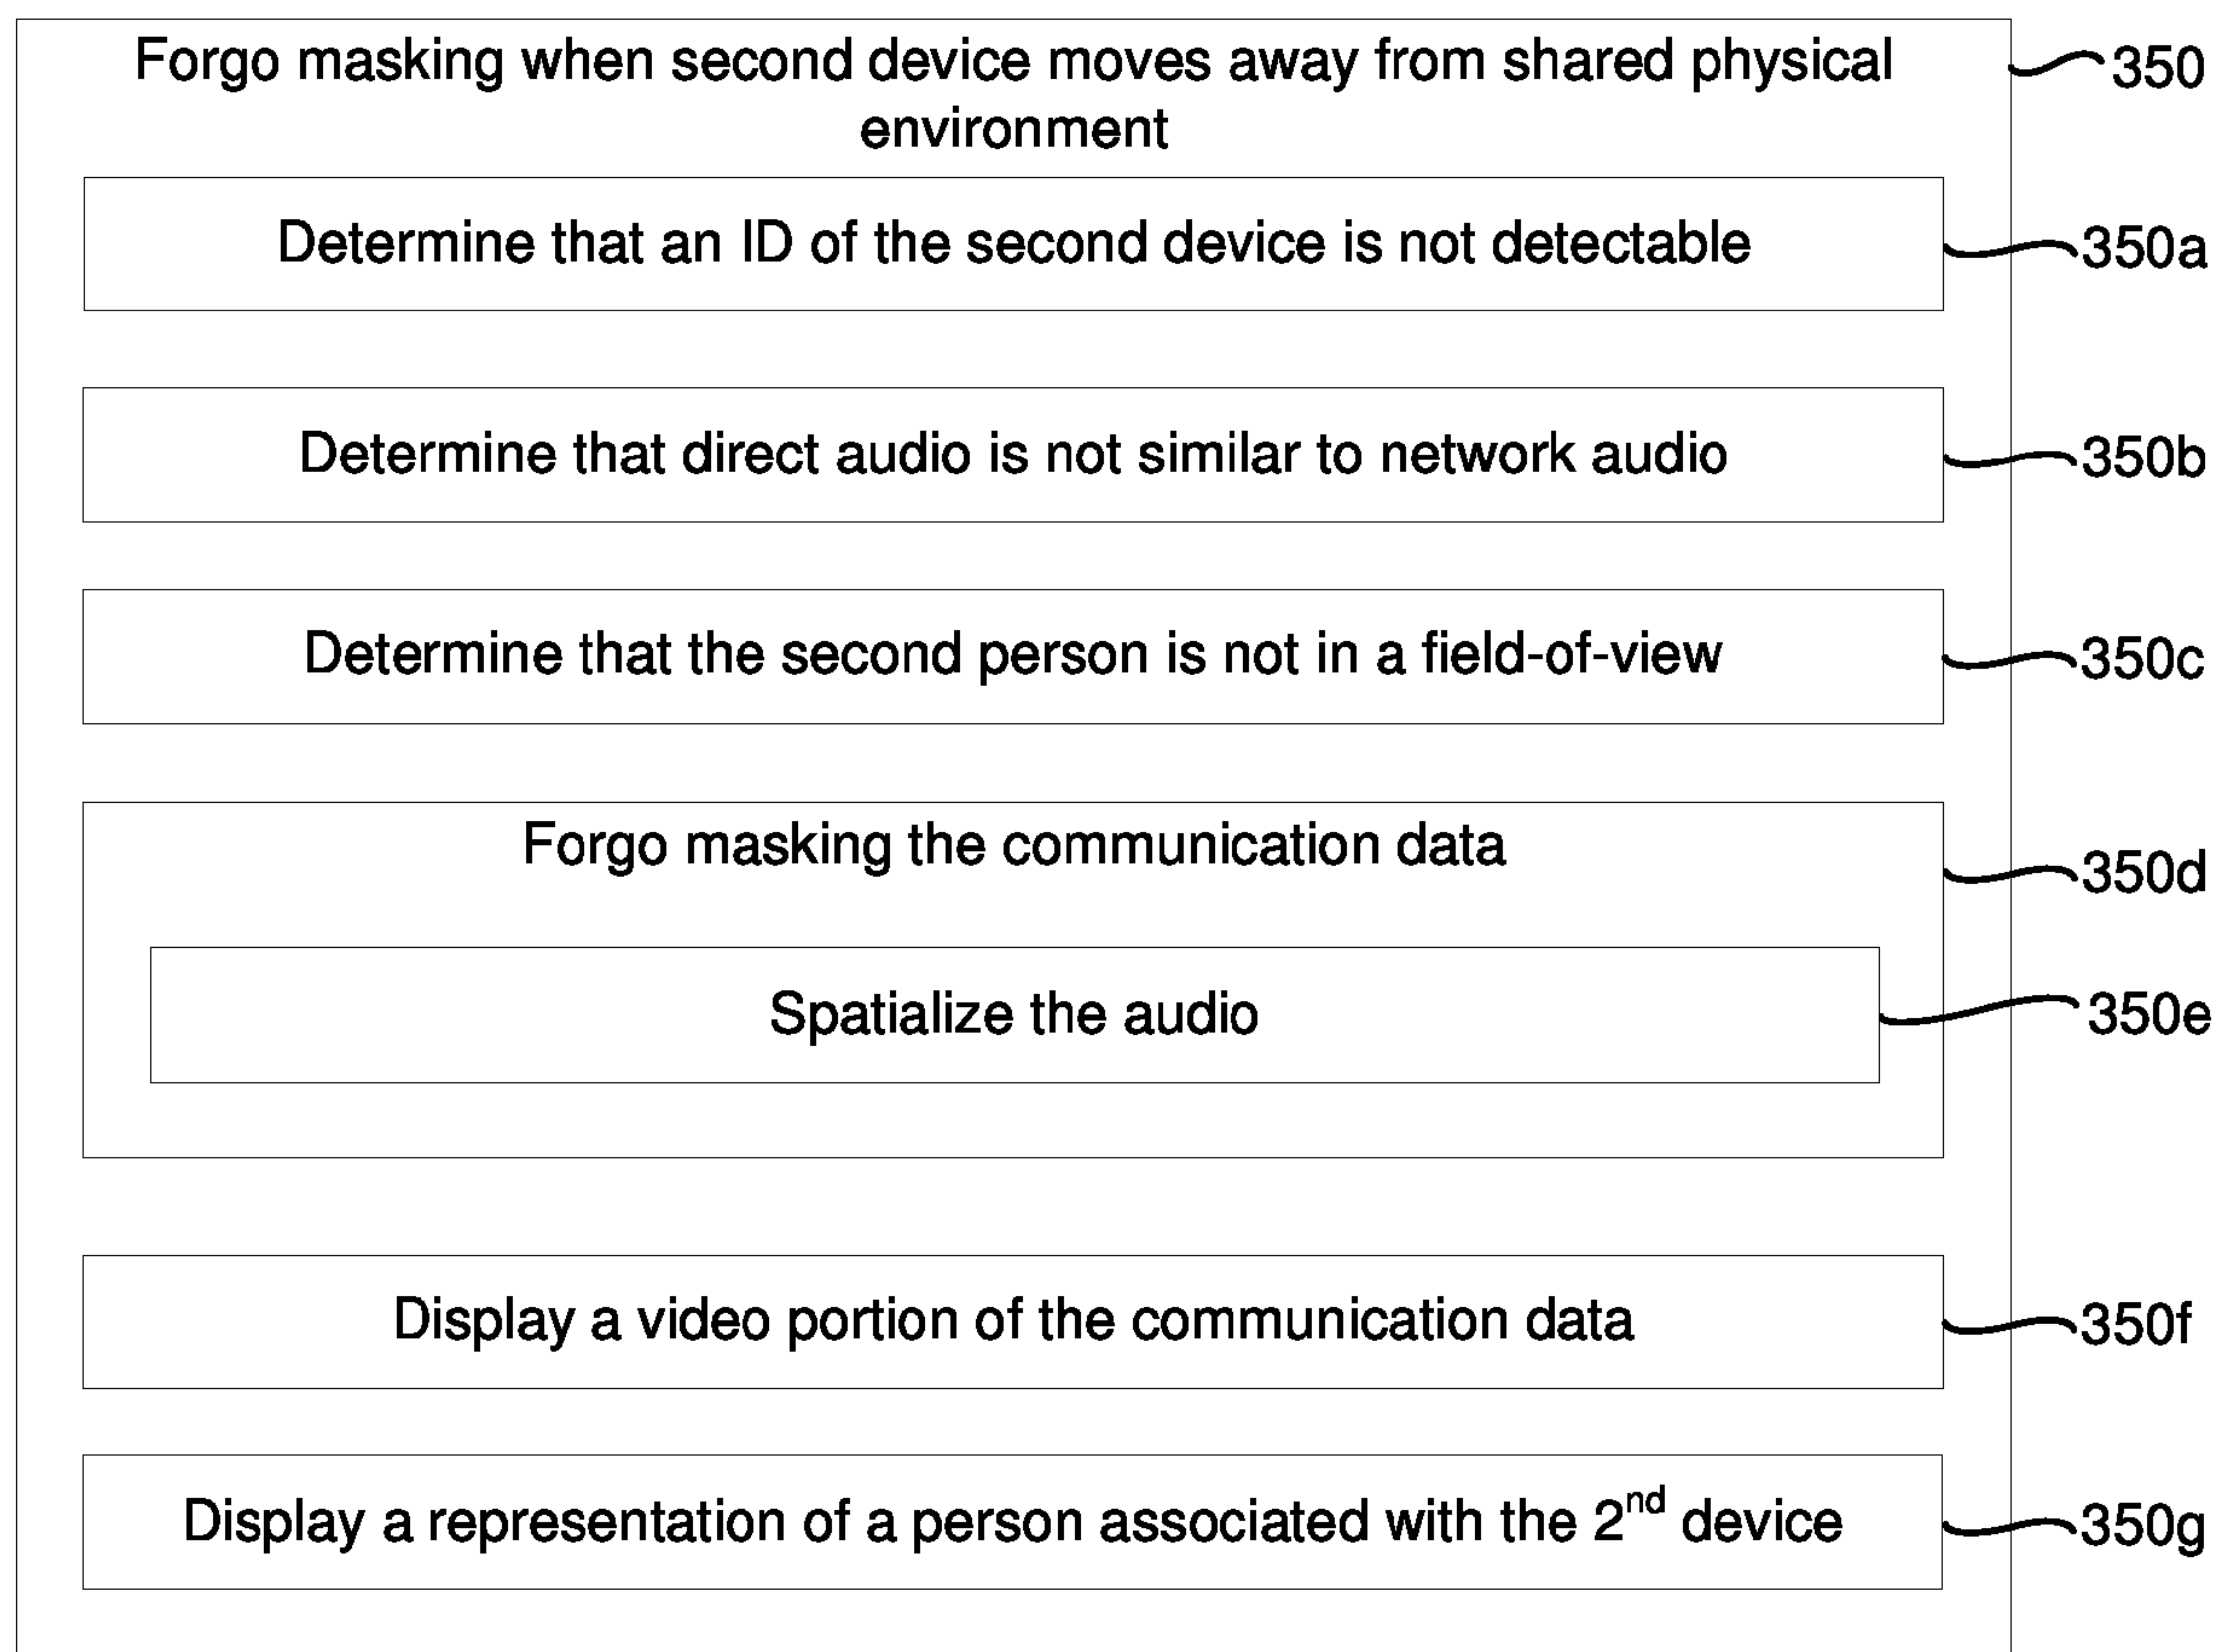 Forgo masking when second device moves away from shared physical
350
environment
Determine that an ID of the second device is not detectable
350a
Determine that direct audio is not similar to network audio
350b
Determine that the second person is not in a field-of-view
350c
Forgo masking the communication data
350d
Spatialize the audio
350e
Display a video portion of the communication data
350f
Display a representation of a person associated with the 2nd device
350g